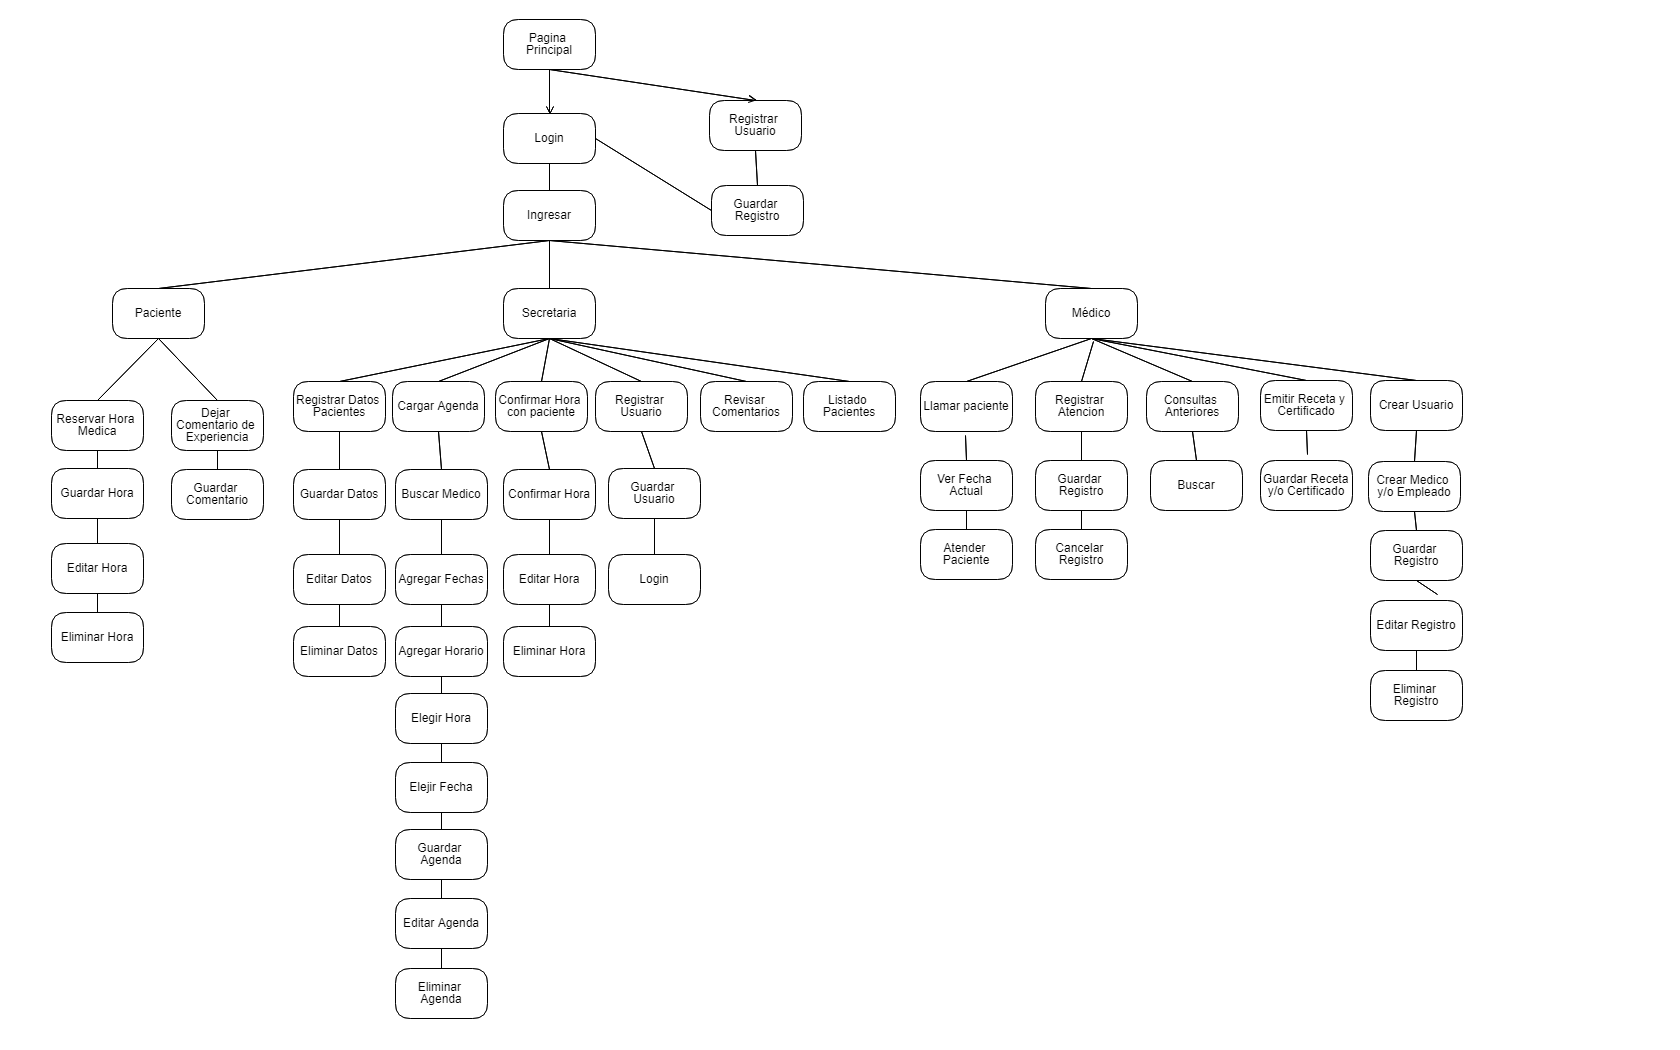 Pagina
Principal
Registrar
Usuario
Login
Guardar
Registro
Ingresar
Paciente
Secretaria
Médico
Reservar Hora
Medica
Dejar
Comentario de
Experiencia
Registrar Datos
Pacientes
Cargar Agenda
Confirmar Hora
con paciente
Registrar
Usuario
Revisar
Comentarios
Listado
Pacientes
Llamar paciente
Registrar
Atencion
Consultas
Anteriores
Emitir Receta y
Certificado
Crear Usuario
Guardar Hora
Guardar
Comentario
Guardar Datos
Buscar Medico
Confirmar Hora
Guardar
Usuario
Ver Fecha
Actual
Guardar
Registro
Buscar
Guardar Receta
y/o Certificado
Crear Medico
y/o Empleado
Editar Hora
Editar Datos
Agregar Fechas
Editar Hora
Login
Atender
Paciente
Cancelar
Registro
Guardar
Registro
Eliminar Hora
Eliminar Datos
Agregar Horario
Eliminar Hora
Editar Registro
Elegir Hora
Eliminar
Registro
Elejir Fecha
Guardar
Agenda
Editar Agenda
Eliminar
Agenda